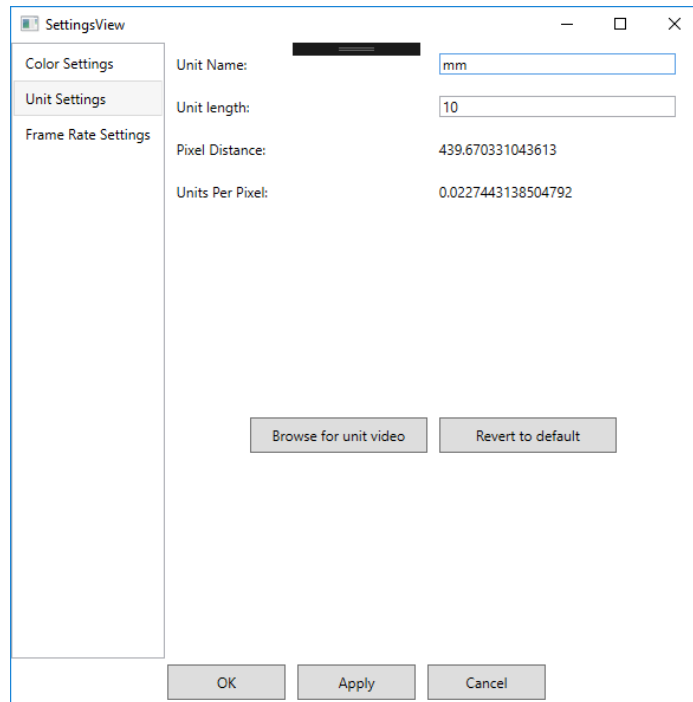 SettingsView
Color Settings
Unit Settings
Frame Rate Settings
Unit Name: mm
Unit length: 10
Pixel Distance: 439.670331043613
Units Per Pixel: 0.0227443138504792
Browse for unit video Revert to default
OK Apply Cancel